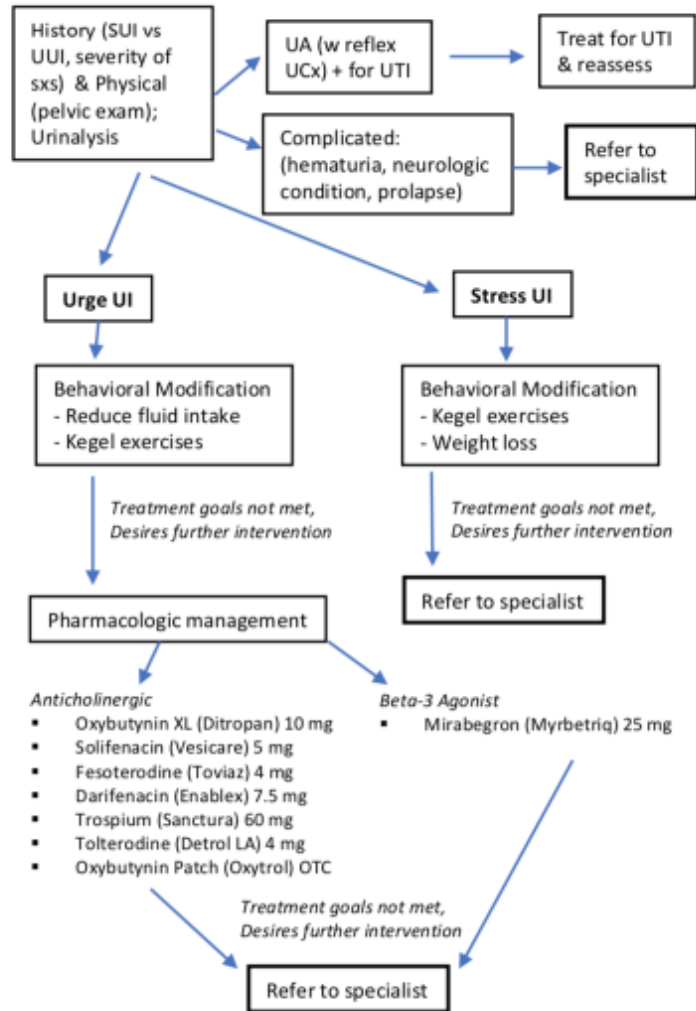 History (SUI vs
UUI, severity of
sxs) & Physical
(pelvic exam);
Urinalysis
UA (w reflex
UCx) + for UTI
Treat for UTI
& reassess
Complicated:
(hematuria, neurologic
condition, prolapse)
Refer to
specialist
Urge UI
Stress UI
Behavioral Modification
- Reduce fluid intake
- Kegel exercises
Behavioral Modification
- Kegel exercises
- Weight loss
Treatment goals not met,
Desires further intervention
Treatment goals not met,
Desires further intervention
Refer to specialist
Pharmacologic management
Anticholinergic
▪ Oxybutynin XL (Ditropan) 10 mg
▪ Solifenacin (Vesicare) 5 mg
▪ Fesoterodine (Toviaz) 4 mg
▪ Darifenacin (Enablex) 7.5 mg
▪ Trospium (Sanctura) 60 mg
▪ Tolterodine (Detrol LA) 4 mg
▪ Oxybutynin Patch (Oxytrol) OTC
Beta-3 Agonist
▪ Mirabegron (Myrbetriq) 25 mg
Treatment goals not met,
Desires further intervention
Refer to specialist